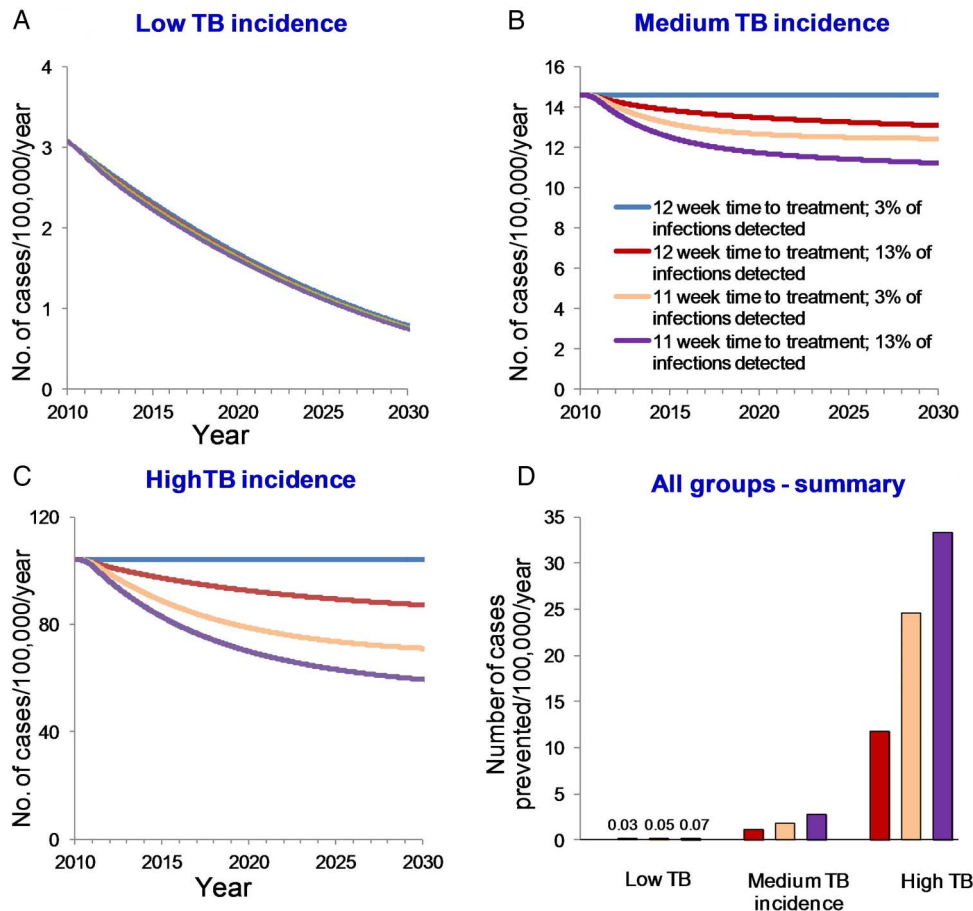 A
Low TB incidence
No. of cases/100,000/year
4
3
2
1
0
2010 2015 2020 2025 2030
Year
B
Medium TB incidence
No. of cases/100,000/year
16
14
12
10
8
6
4
2
0
12 week time to treatment; 3% of
infections detected
12 week time to treatment; 13% of
infections detected
11 week time to treatment; 3% of
infections detected
11 week time to treatment; 13% of
infections detected
2010 2015 2020 2025 2030
C
HighTB incidence
No. of cases/100,000/year
120
80
40
0
2010 2015 2020 2025 2030
Year
D
All groups - summary
Number of cases
prevented/100,000/year
35
30
25
20
15
10
5
0
0.03 0.05 0.07
Low TB
Medium TB
incidence
High TB